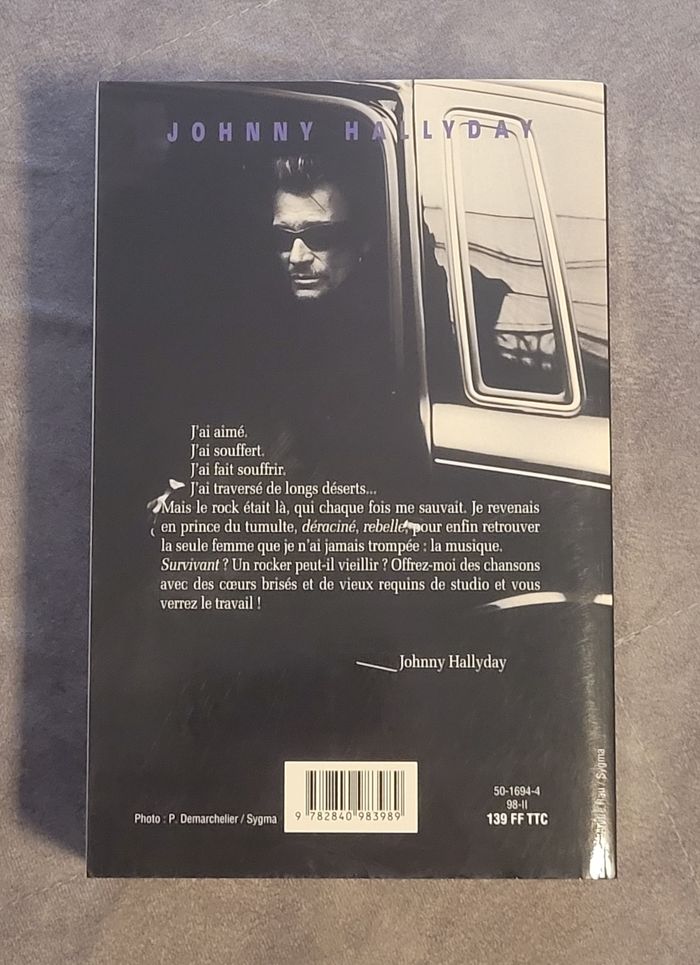 JOHNNY HALLYDAY
J'ai aimé.
J'ai souffert.
J'ai fait souffrir.
J'ai traversé de longs déserts...
Mais le rock était là, qui chaque fois me sauvait. Je revenais
en prince du tumulte, déraciné, rebelle, pour enfin retrouver
la seule femme que je n'ai jamais trompée : la musique.
Survivant ? Un rocker peut-il vieillir ? Offrez-moi des chansons
avec des cœurs brisés et de vieux requins de studio et vous
verrez le travail !
Johnny Hallyday
Photo : P. Demarchelier / Sygma
9 782840 983989
50-1694-4
98-II
139 FF TTC
/ Sygma